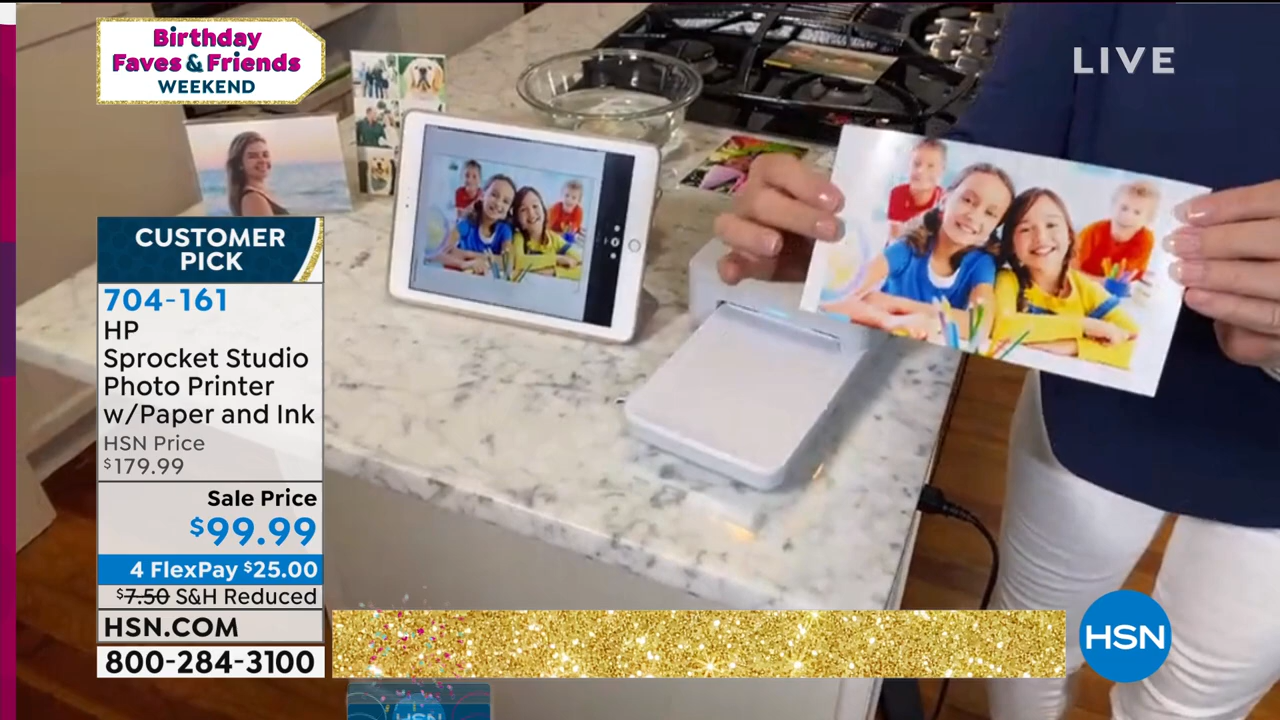 Birthday
Faves & Friends
WEEKEND
LIVE
CUSTOMER
PICK
704-161
HP
Sprocket Studio
Photo Printer
w/Paper and Ink
HSN Price
$179.99
Sale Price
$99.99
4 FlexPay $25.00
$7.50 S&H Reduced
HSN.COM
800-284-3100
HSN
HSN